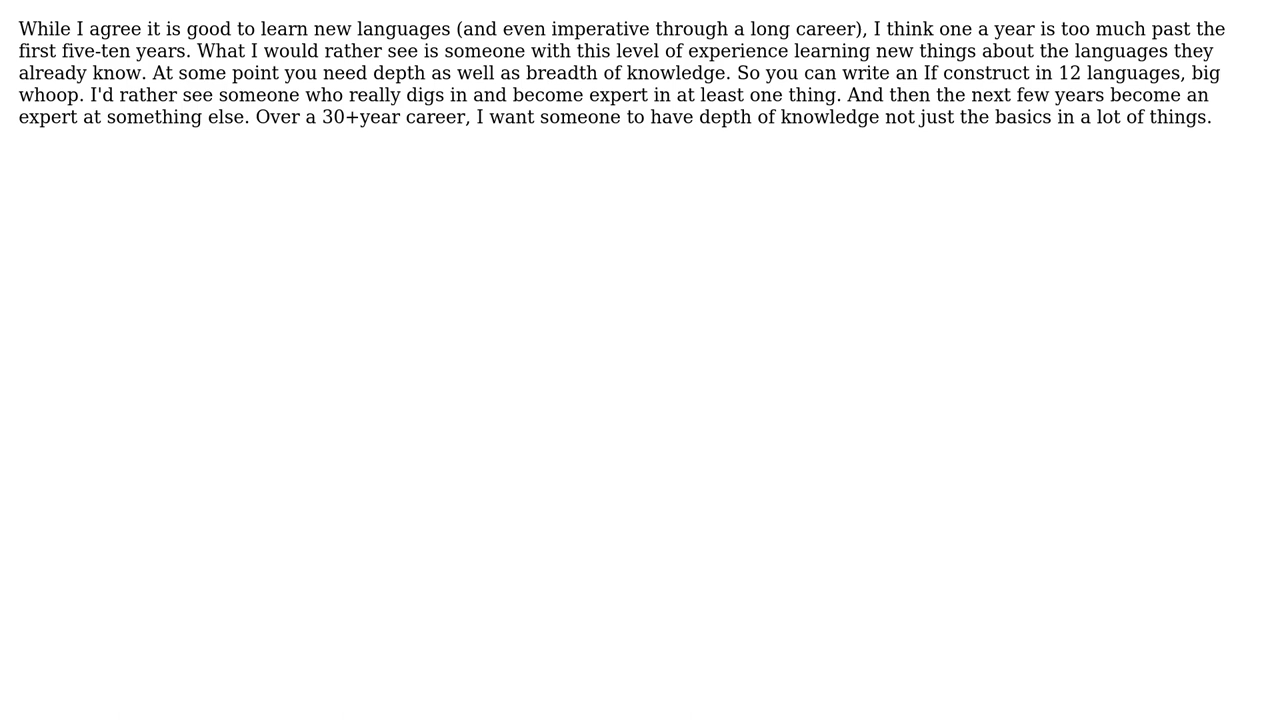 While I agree it is good to learn new languages (and even imperative through a long career), I think one a year is too much past the
first five-ten years. What I would rather see is someone with this level of experience learning new things about the languages they
already know. At some point you need depth as well as breadth of knowledge. So you can write an If construct in 12 languages, big
whoop. I'd rather see someone who really digs in and become expert in at least one thing. And then the next few years become an
expert at something else. Over a 30+year career, I want someone to have depth of knowledge not just the basics in a lot of things.